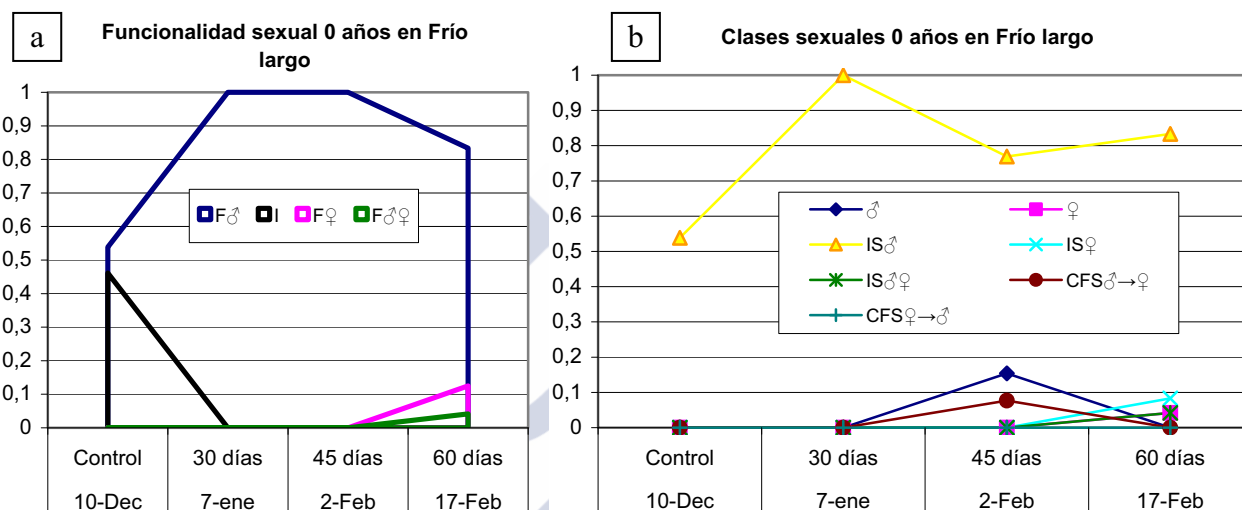 a
Funcionalidad sexual 0 años en Frío
largo
1
0,9
0,8
0,7
0,6
0,5
0,4
0,3
0,2
0,1
0
F♂ I F♀ F♂♀
Control 30 días 45 días 60 días
10-Dec 7-ene 2-Feb 17-Feb
b
Clases sexuales 0 años en Frío largo
1
0,9
0,8
0,7
0,6
0,5
0,4
0,3
0,2
0,1
0
♂ ♀
IS♂ IS♀
IS♂♀ CFS♂→♀
CFS♀→♂
Control 30 días 45 días 60 días
10-Dec 7-ene 2-Feb 17-Feb